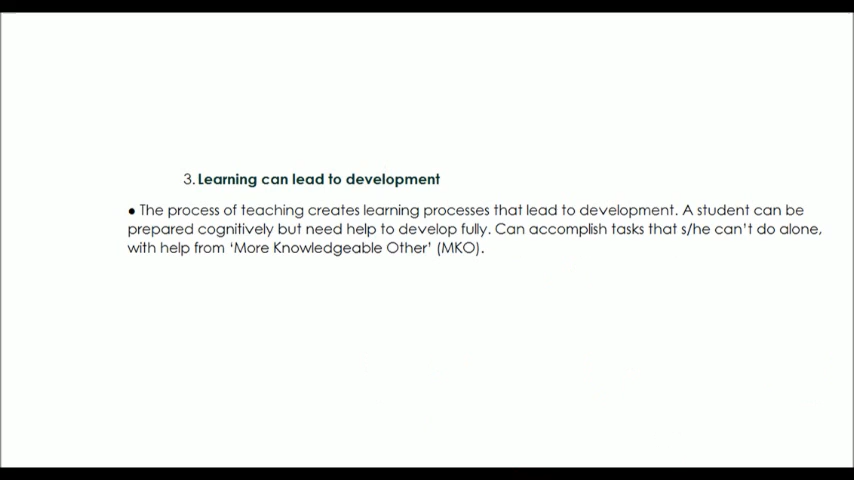 3. Learning can lead to development
● The process of teaching creates learning processes that lead to development. A student can be
prepared cognitively but need help to develop fully. Can accomplish tasks that s/he can't do alone,
with help from ‘More Knowledgeable Other’ (MKO).